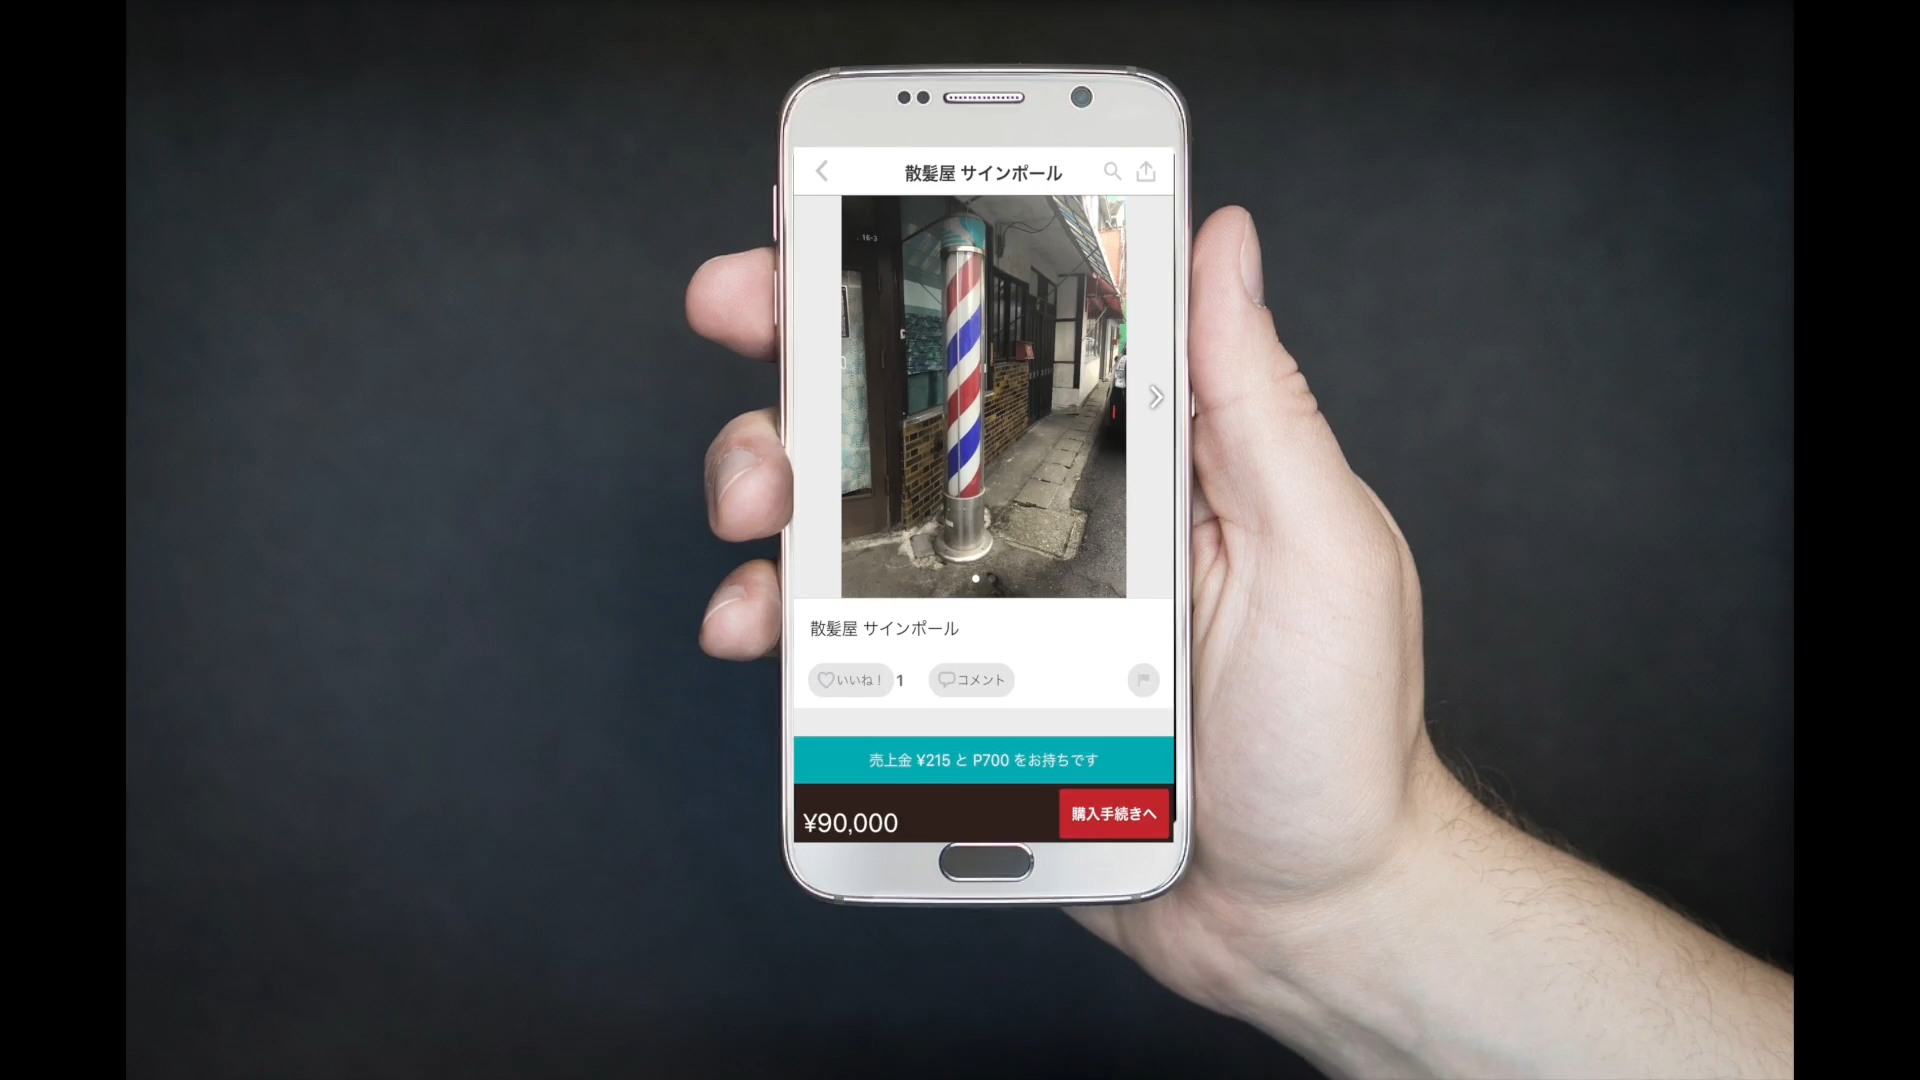 散髪屋 サインポール
16-3
散髪屋 サインポール
いいね！ 1 コメント
売上金 ¥215 と P700 をお持ちです
¥90,000 購入手続きへ